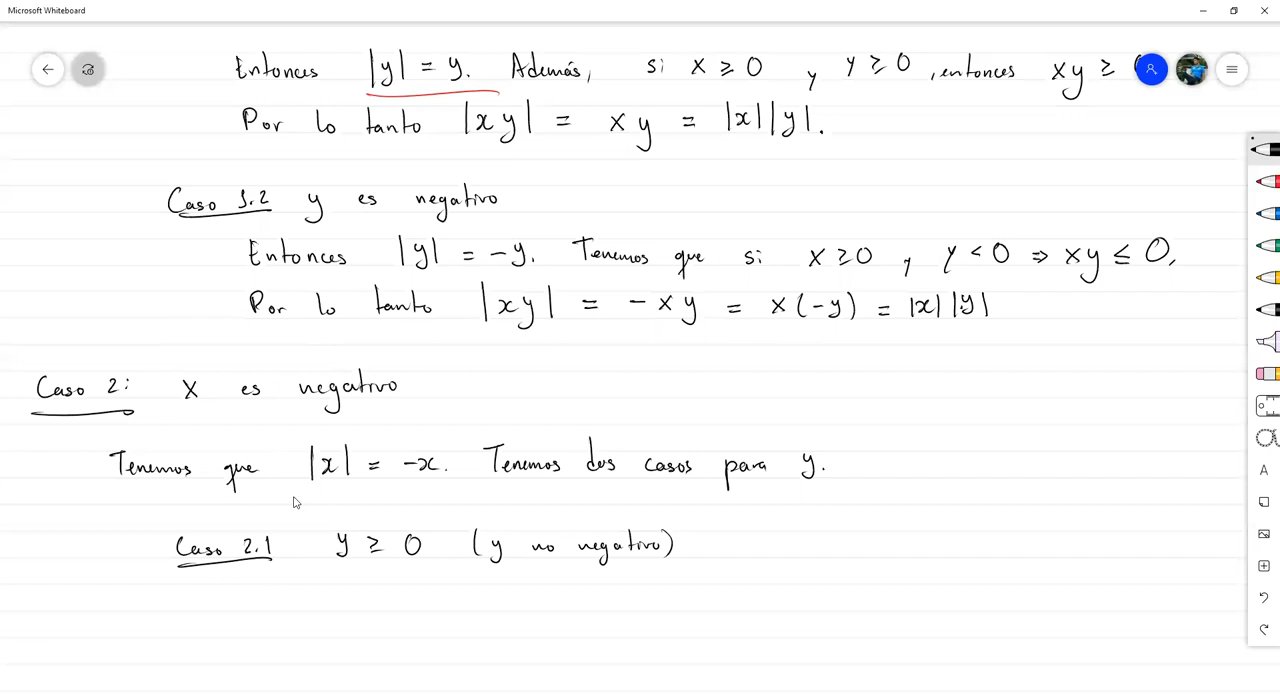 Microsoft Whiteboard
Entonces |y| = y. Además, si x ≥ 0 y y ≥ 0, entonces xy ≥
Por lo tanto |xy| = xy = |x||y|.
Caso 1.2 y es negativo
Entonces |y| = -y. Tenemos que si x ≥ 0 y y < 0 ⇒ xy ≤ 0.
Por lo tanto |xy| = -xy = x(-y) = |x||y|
Caso 2: x es negativo
Tenemos que |x| = -x. Tenemos dos casos para y.
Caso 2.1 y ≥ 0 (y no negativo)